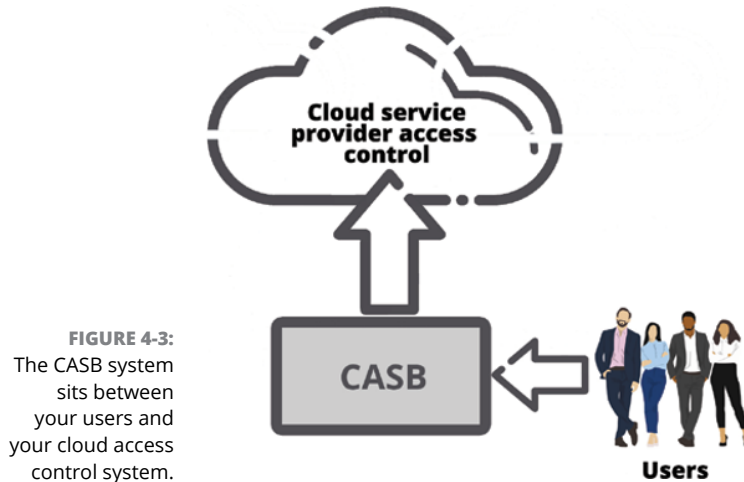 Cloud service
provider access
control
CASB
Users
FIGURE 4-3:
The CASB system
sits between
your users and
your cloud access
control system.